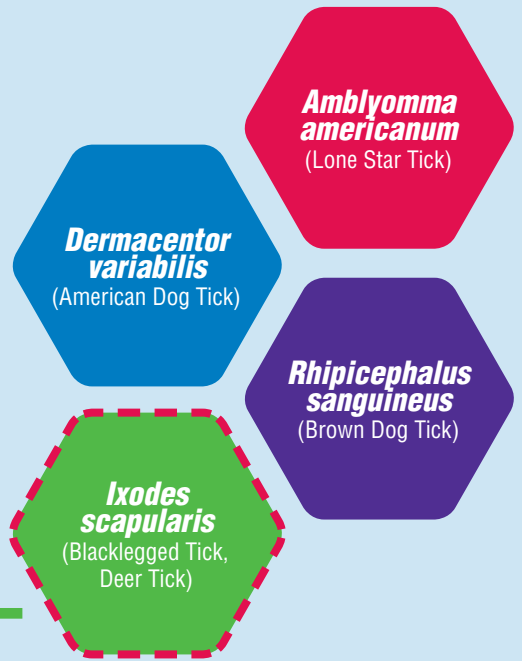 Amblyomma
americanum
(Lone Star Tick)
Dermacentor
variabilis
(American Dog Tick)
Rhipicephalus
sanguineus
(Brown Dog Tick)
Ixodes
scapularis
(Blacklegged Tick,
Deer Tick)